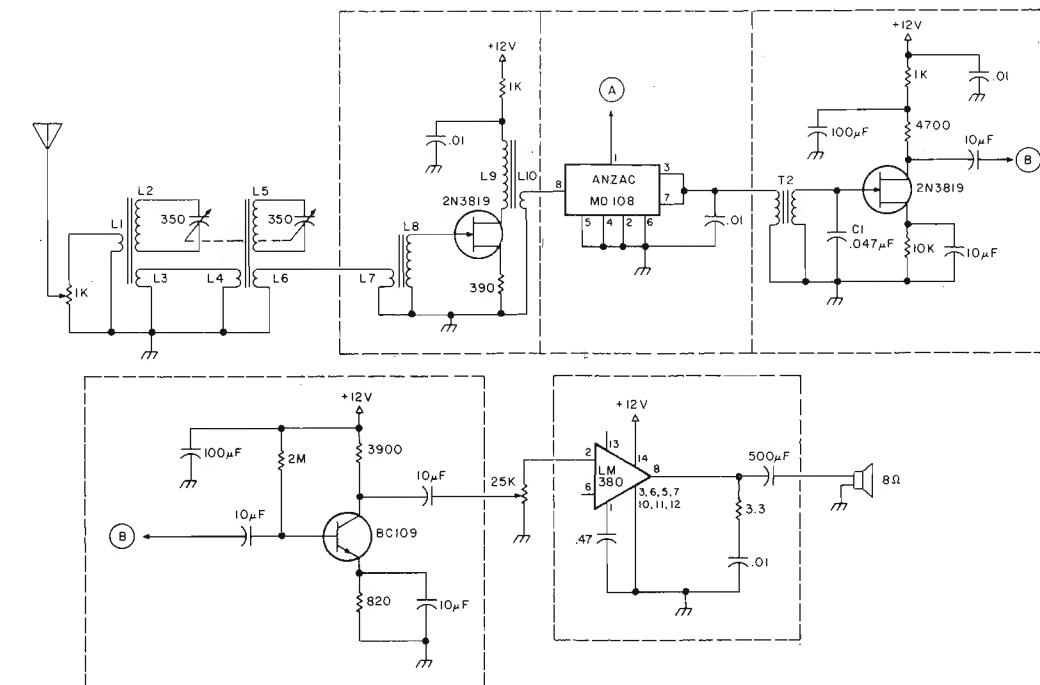 +12V
1K
.01
L9
L10
2N3819
L8
L7
390
L2
L5
L1
350
350
L3
L4
L6
1K
A
1
8
ANZAC
MD 108
3
7
5
4
2
6
.01
+12V
1K
.01
100µF
4700
10µF
B
2N3819
T2
C1
.047µF
10K
10µF
+12V
100µF
2M
3900
10µF
10µF
B
BC109
820
10µF
25K
+12V
13
14
2
LM
380
8
6
1
3,6,5,7
10,11,12
.47
500µF
8Ω
3.3
.01